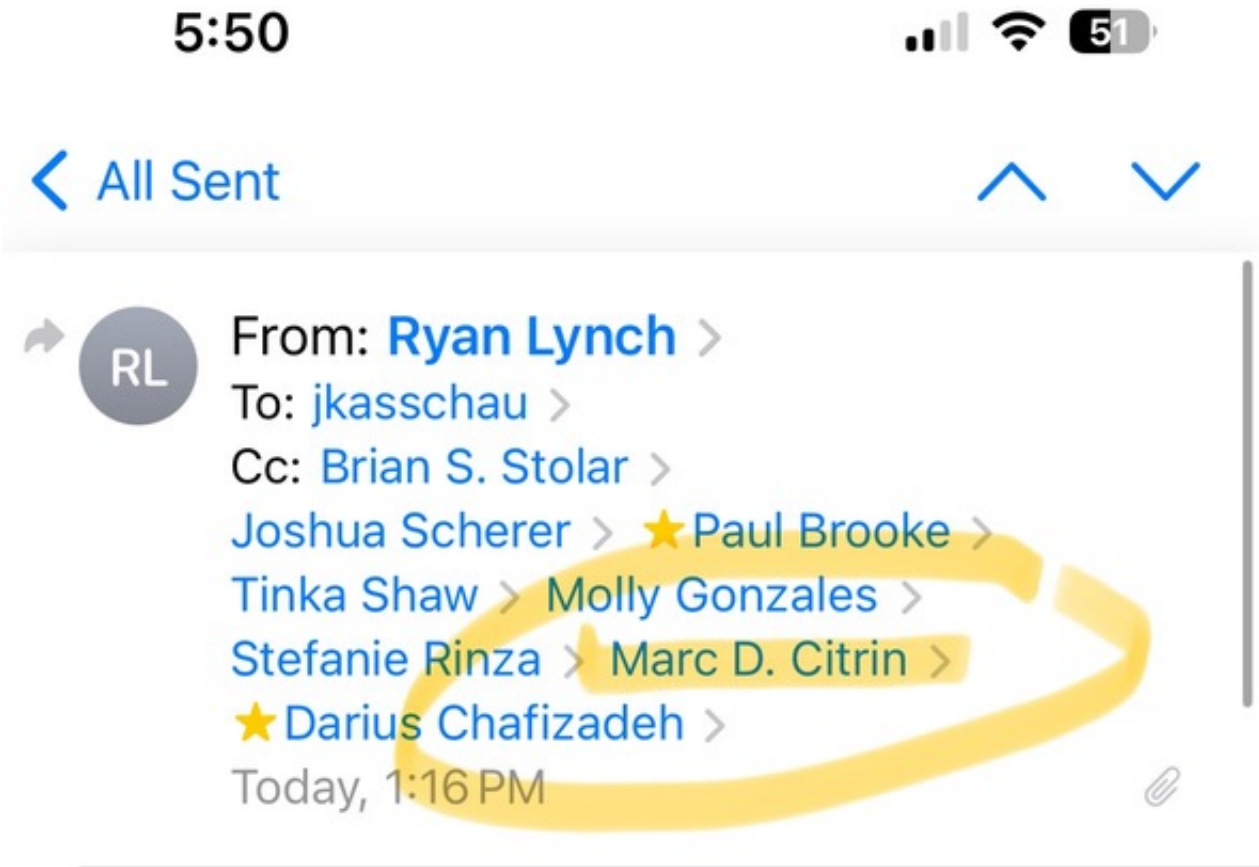 5:50 51
All Sent
RL
From: Ryan Lynch
To: jkasschau
Cc: Brian S. Stolar
Joshua Scherer Paul Brooke
Tinka Shaw Molly Gonzales
Stefanie Rinza Marc D. Citrin
Darius Chafizadeh
Today, 1:16 PM